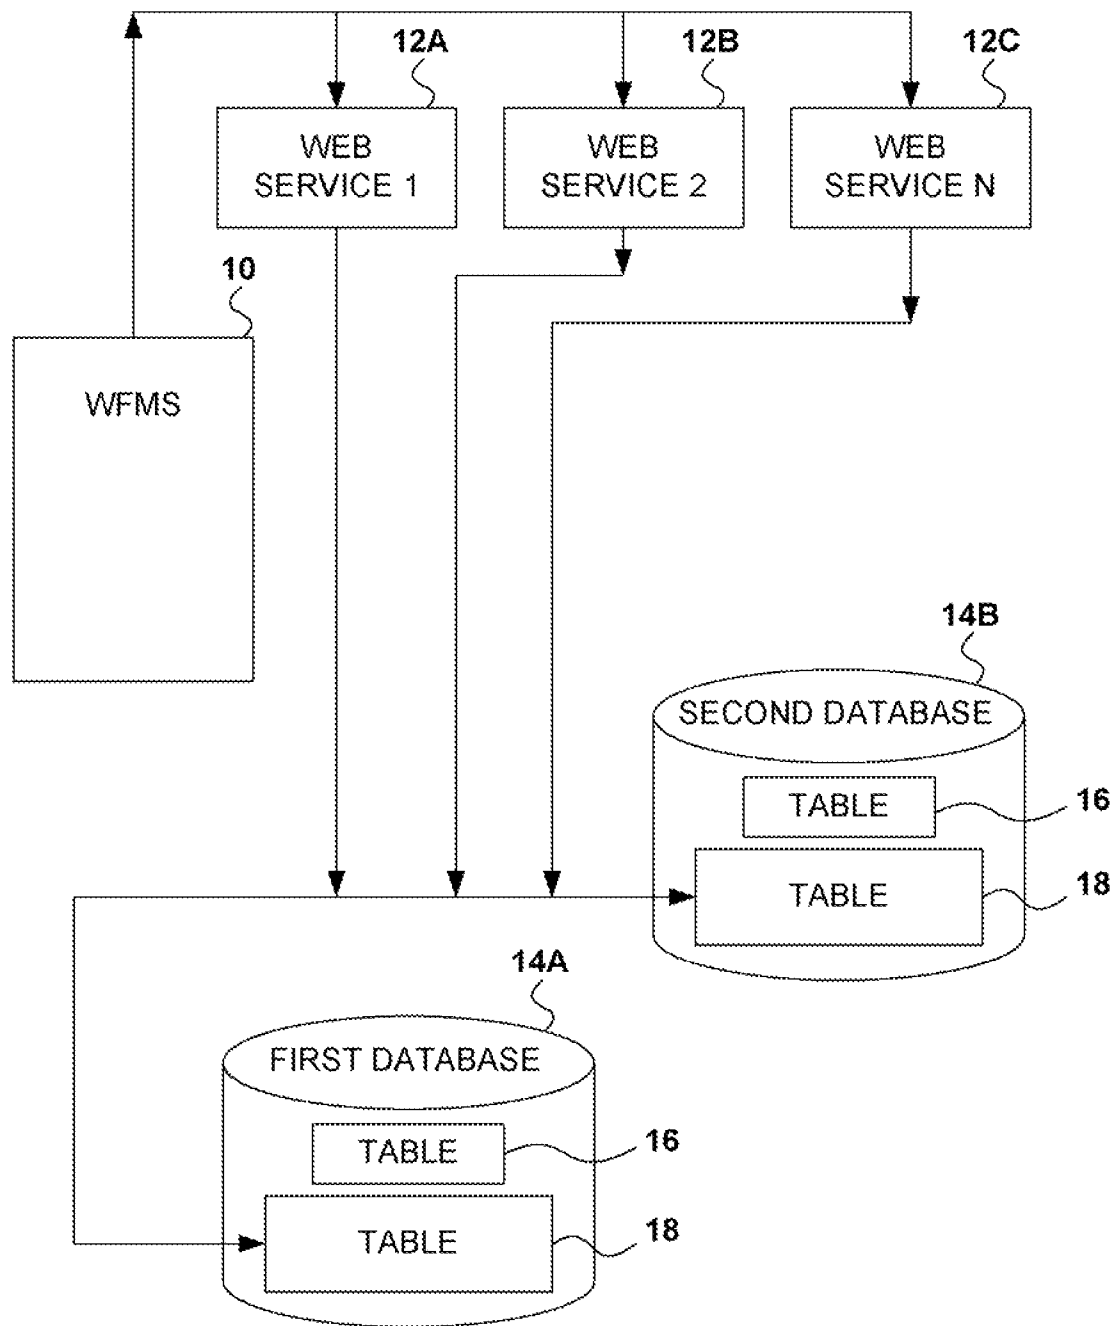 12A
12B
12C
WEB
SERVICE 1
WEB
SERVICE 2
WEB
SERVICE N
10
WFMS
14B
SECOND DATABASE
TABLE
16
TABLE
18
14A
FIRST DATABASE
TABLE
16
TABLE
18